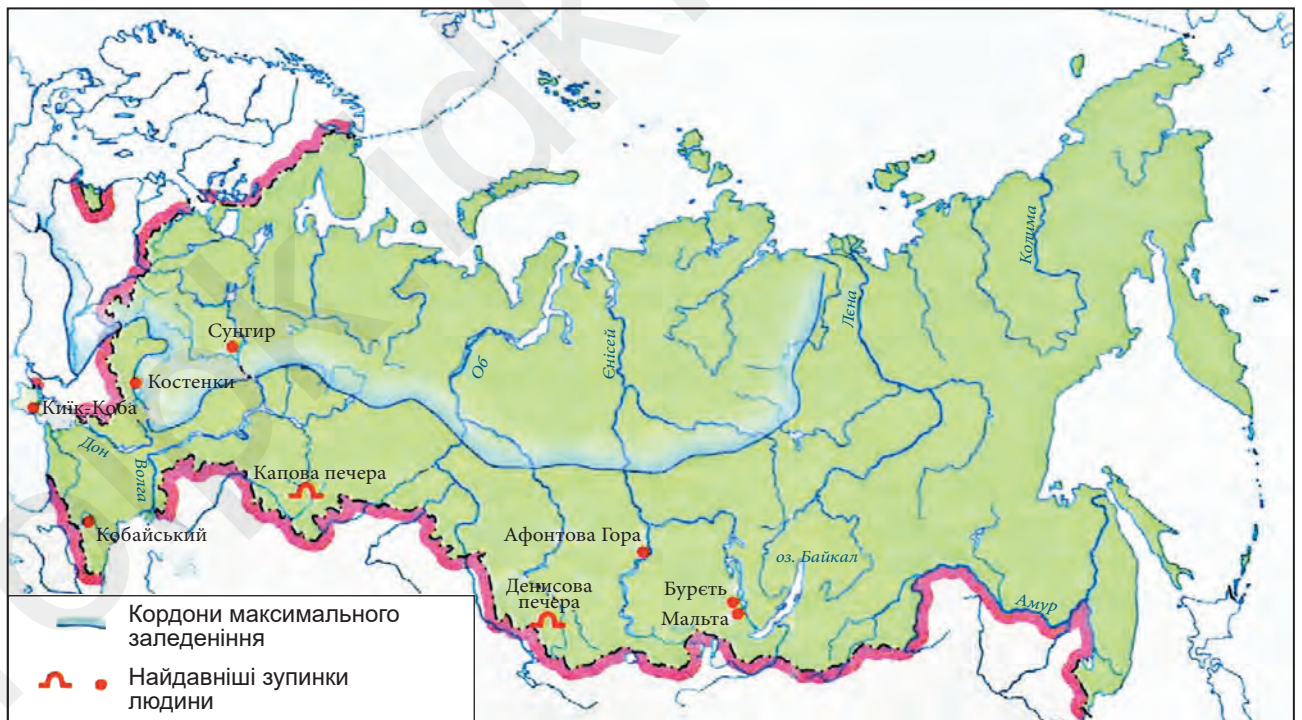 Колима
Лєна
Єнісей
Об
Сунгир
Костенки
Киїк-Коба
Дон
Волга
Капова печера
Кобайський
Афонтова Гора
оз. Байкал
Денисова
печера
Бурєть
Мальта
Амур
Кордони максимального
заледеніння
Найдавніші зупинки
людини